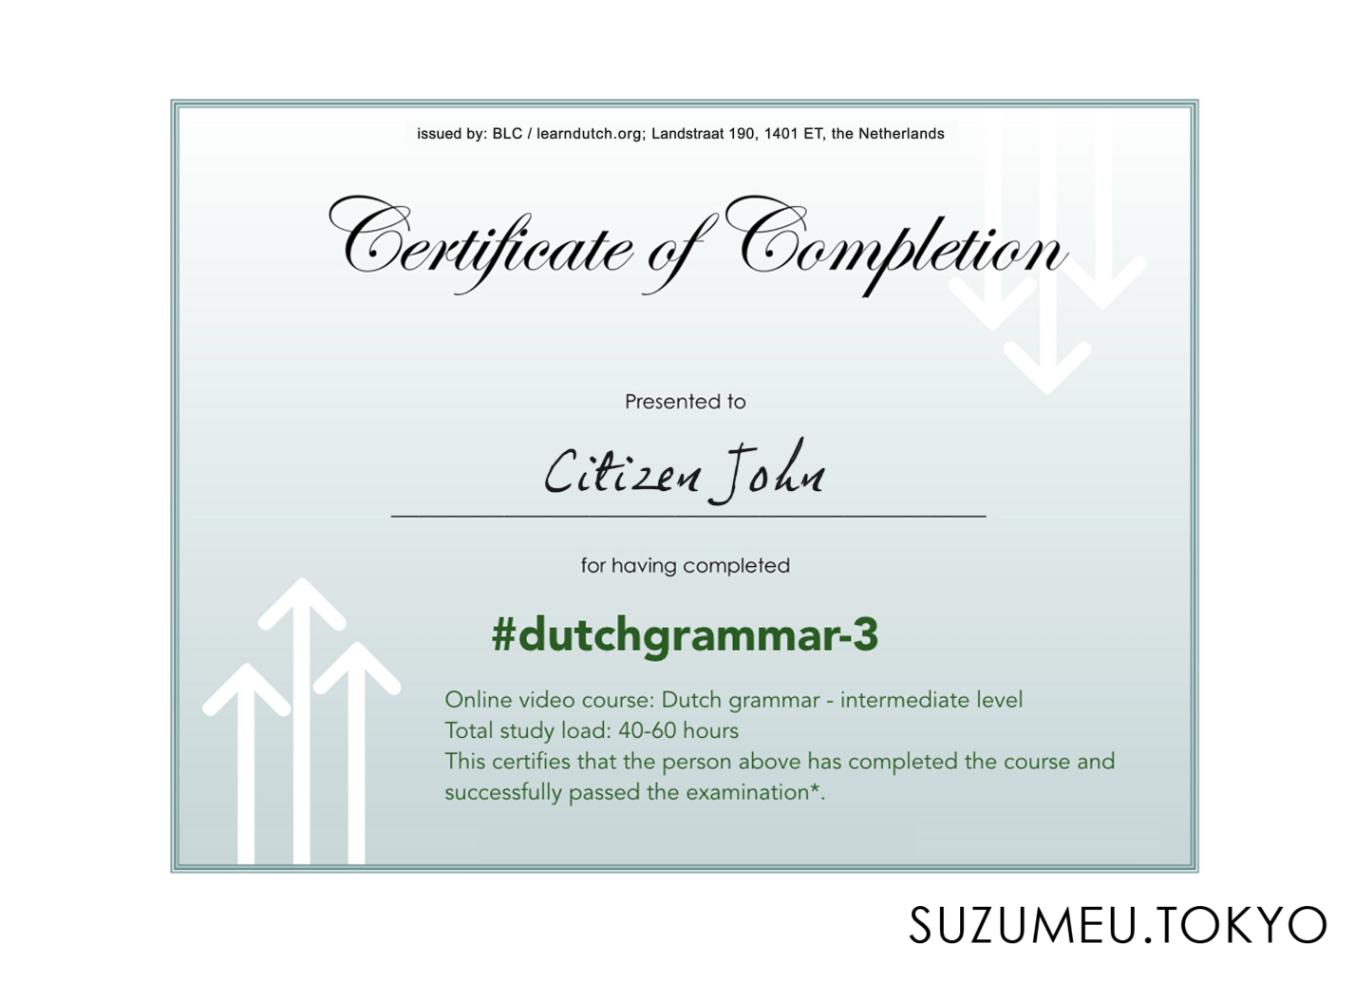 issued by: BLC / learndutch.org; Landstraat 190, 1401 ET, the Netherlands
Certificate of Completion
Presented to
Citizen John
for having completed
#dutchgrammar-3
Online video course: Dutch grammar - intermediate level
Total study load: 40-60 hours
This certifies that the person above has completed the course and
successfully passed the examination*.
SUZUMEU.TOKYO